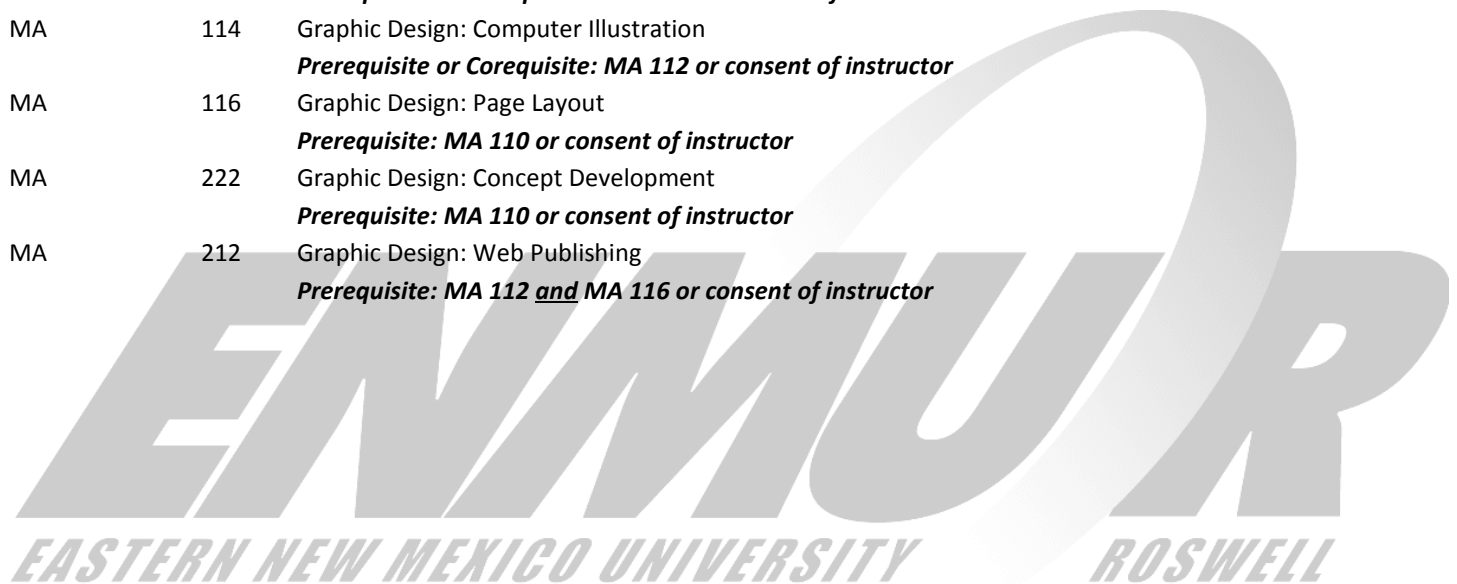 MA 114 Graphic Design: Computer Illustration
Prerequisite or Corequisite: MA 112 or consent of instructor
MA 116 Graphic Design: Page Layout
Prerequisite: MA 110 or consent of instructor
MA 222 Graphic Design: Concept Development
Prerequisite: MA 110 or consent of instructor
MA 212 Graphic Design: Web Publishing
Prerequisite: MA 112 and MA 116 or consent of instructor
ENMU R
EASTERN NEW MEXICO UNIVERSITY ROSWELL